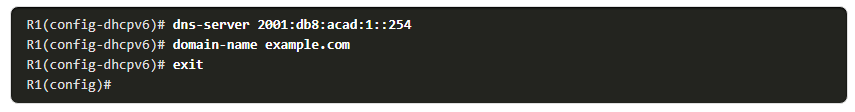 R1(config-dhcpv6)# dns-server 2001:db8:acad:1::254
R1(config-dhcpv6)# domain-name example.com
R1(config-dhcpv6)# exit
R1(config)#